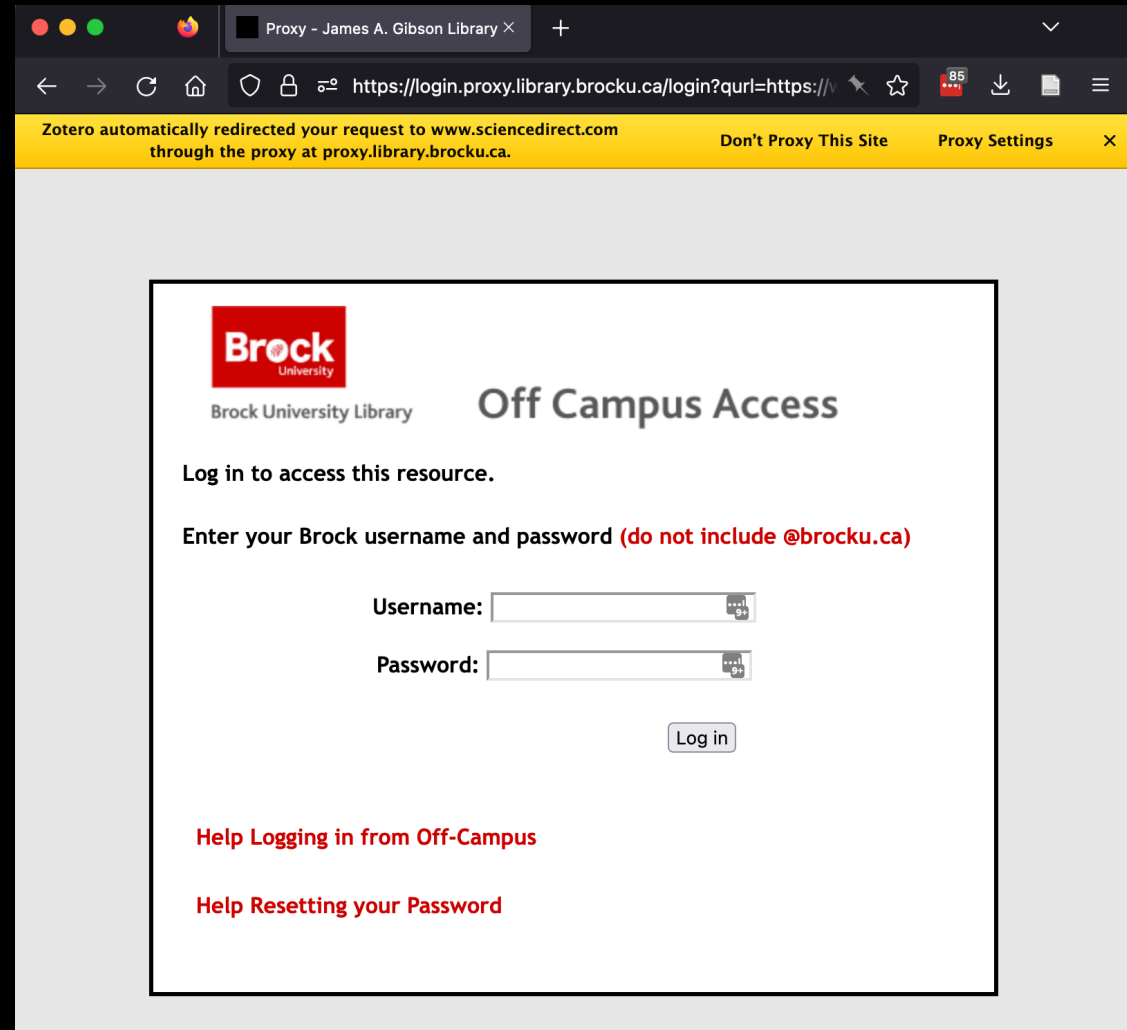 Proxy - James A. Gibson Library
https://login.proxy.library.brocku.ca/login?qurl=https://
85
Zotero automatically redirected your request to www.sciencedirect.com
through the proxy at proxy.library.brocku.ca.
Don't Proxy This Site
Proxy Settings
Brock
University
Brock University Library
Off Campus Access
Log in to access this resource.
Enter your Brock username and password (do not include @brocku.ca)
Username:
9+
Password:
9+
Log in
Help Logging in from Off-Campus
Help Resetting your Password